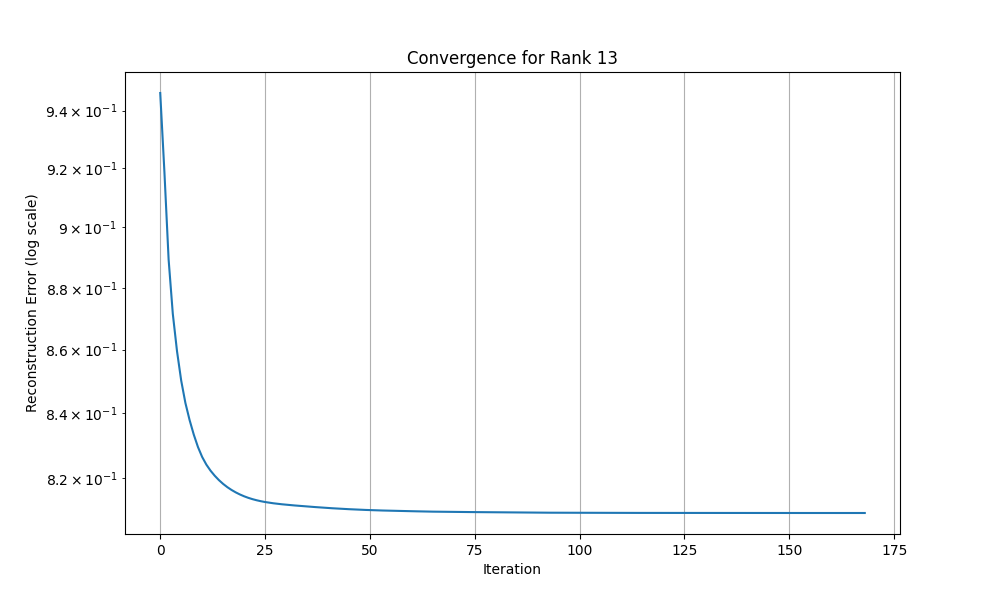 Convergence for Rank 13
Reconstruction Error (log scale)
9.4 × 10⁻¹
9.2 × 10⁻¹
9 × 10⁻¹
8.8 × 10⁻¹
8.6 × 10⁻¹
8.4 × 10⁻¹
8.2 × 10⁻¹
0 25 50 75 100 125 150 175
Iteration